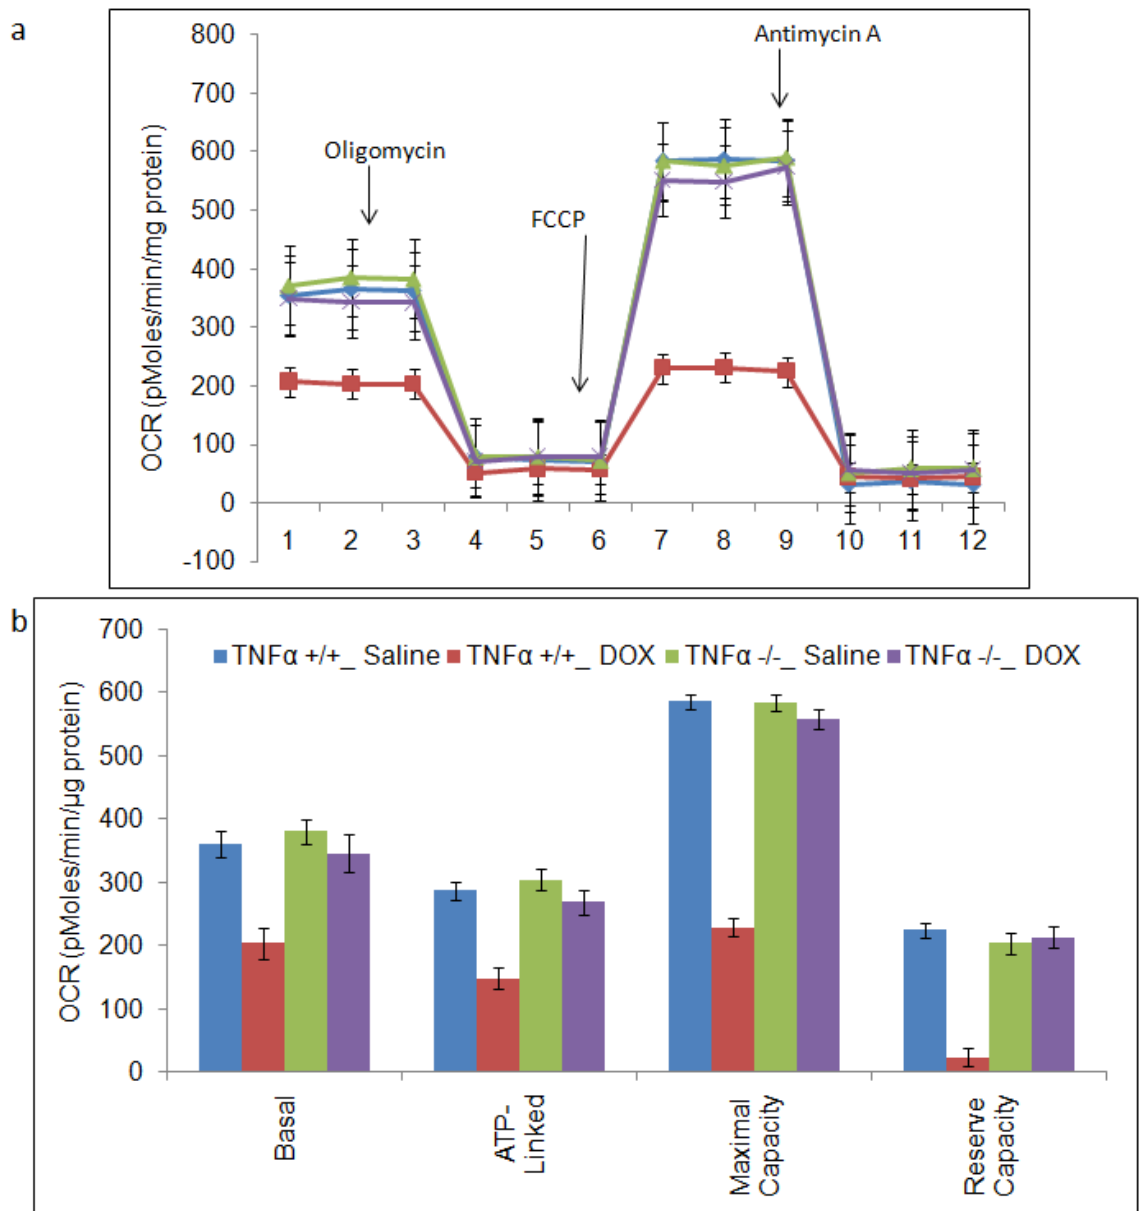 a
800
700
600
500
400
300
200
100
0
-100
OCR (pMoles/min/mg protein)
Oligomycin
FCCP
Antimycin A
1 2 3 4 5 6 7 8 9 10 11 12
b
700
600
500
400
300
200
100
0
OCR (pMoles/min/µg protein)
TNFα +/+_ Saline TNFα +/+_ DOX TNFα -/-_ Saline TNFα -/-_ DOX
Basal
ATP-
Linked
Maximal
Capacity
Reserve
Capacity